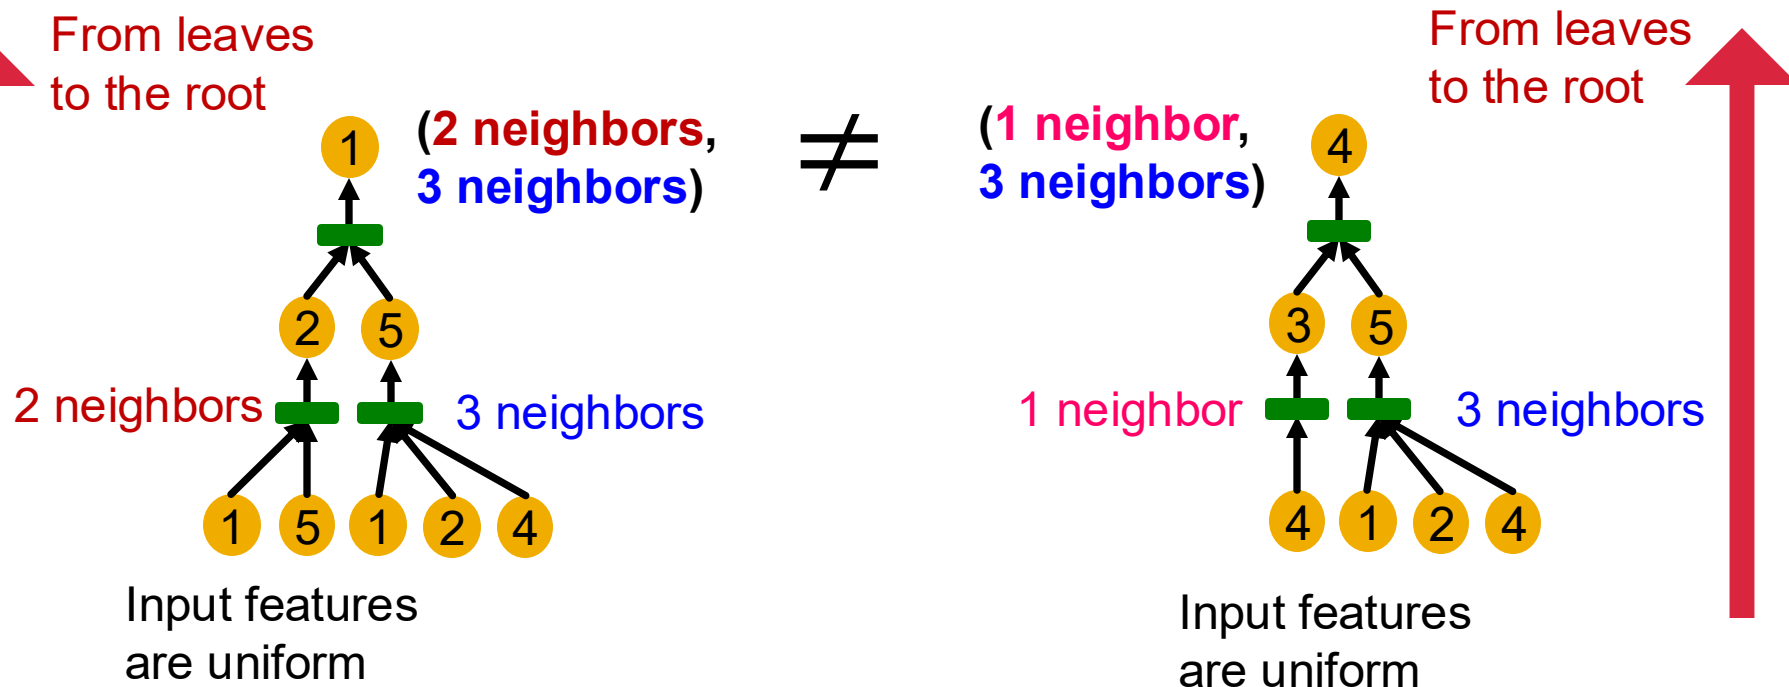 From leaves
to the root
1
(2 neighbors,
3 neighbors)
2 5
2 neighbors
3 neighbors
1 5 1 2 4
Input features
are uniform
≠
From leaves
to the root
(1 neighbor,
3 neighbors)
4
3 5
1 neighbor
3 neighbors
4 1 2 4
Input features
are uniform